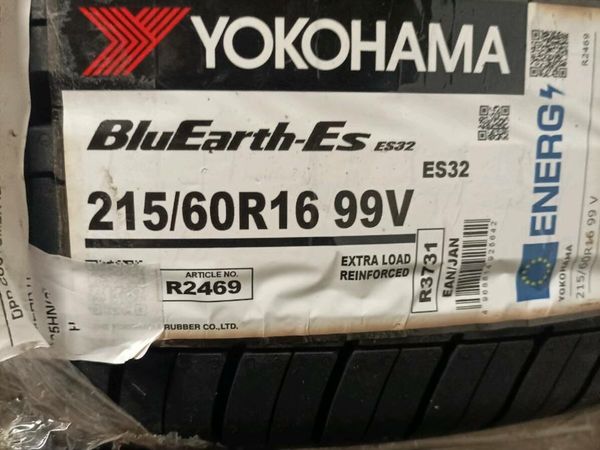 YOKOHAMA
BluEarth-Es ES32
ES32
215/60R16 99V
EXTRA LOAD
REINFORCED
ARTICLE NO.
R2469
RUBBER CO.,LTD.
R3731
EAN/JAN
ENERG
R2469
YOKOHAMA
215/60R16 99 V